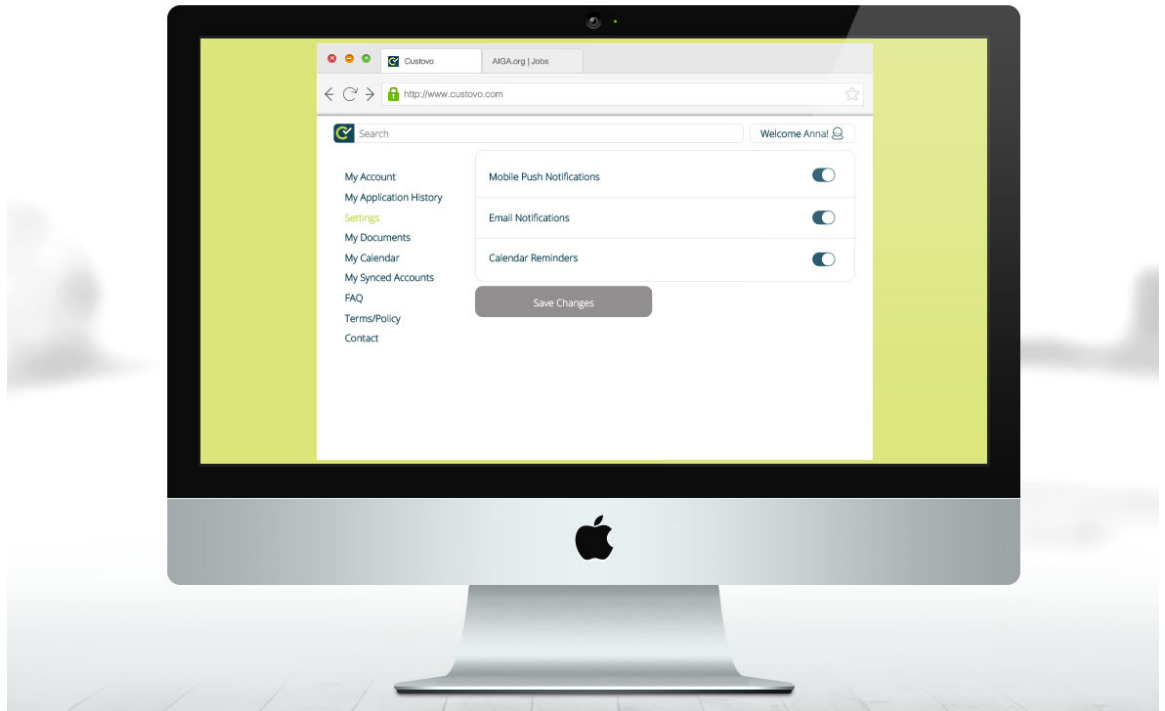 Custovo
AIGA.org | Jobs
http://www.custovo.com
Search
Welcome Anna!
My Account
My Application History
Settings
My Documents
My Calendar
My Synced Accounts
FAQ
Terms/Policy
Contact
Mobile Push Notifications
Email Notifications
Calendar Reminders
Save Changes